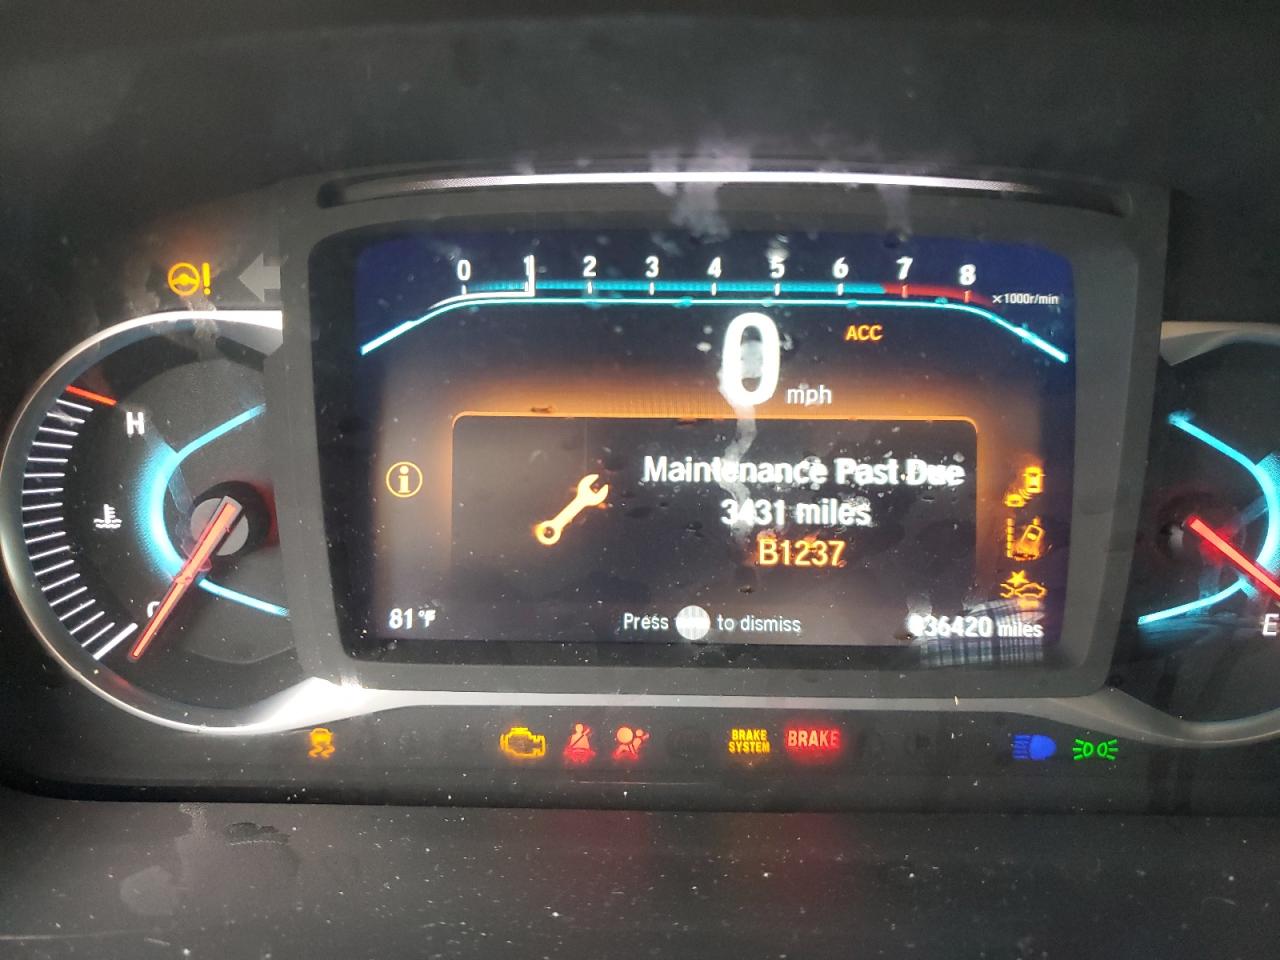 0 1 2 3 4 5 6 7 8
x1000r/min
ACC
0 mph
H
Maintenance Past Due
3431 miles
B1237
C
81°F
Press to dismiss
36420 miles
E
BRAKE SYSTEM
BRAKE